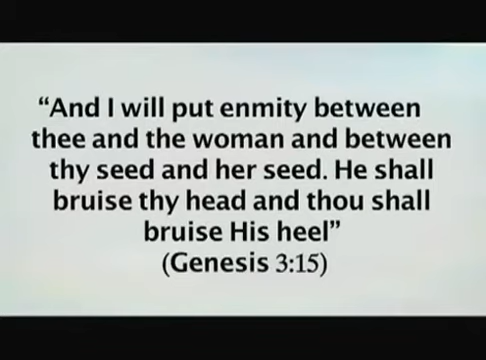 “And I will put enmity between
thee and the woman and between
thy seed and her seed. He shall
bruise thy head and thou shall
bruise His heel”
(Genesis 3:15)